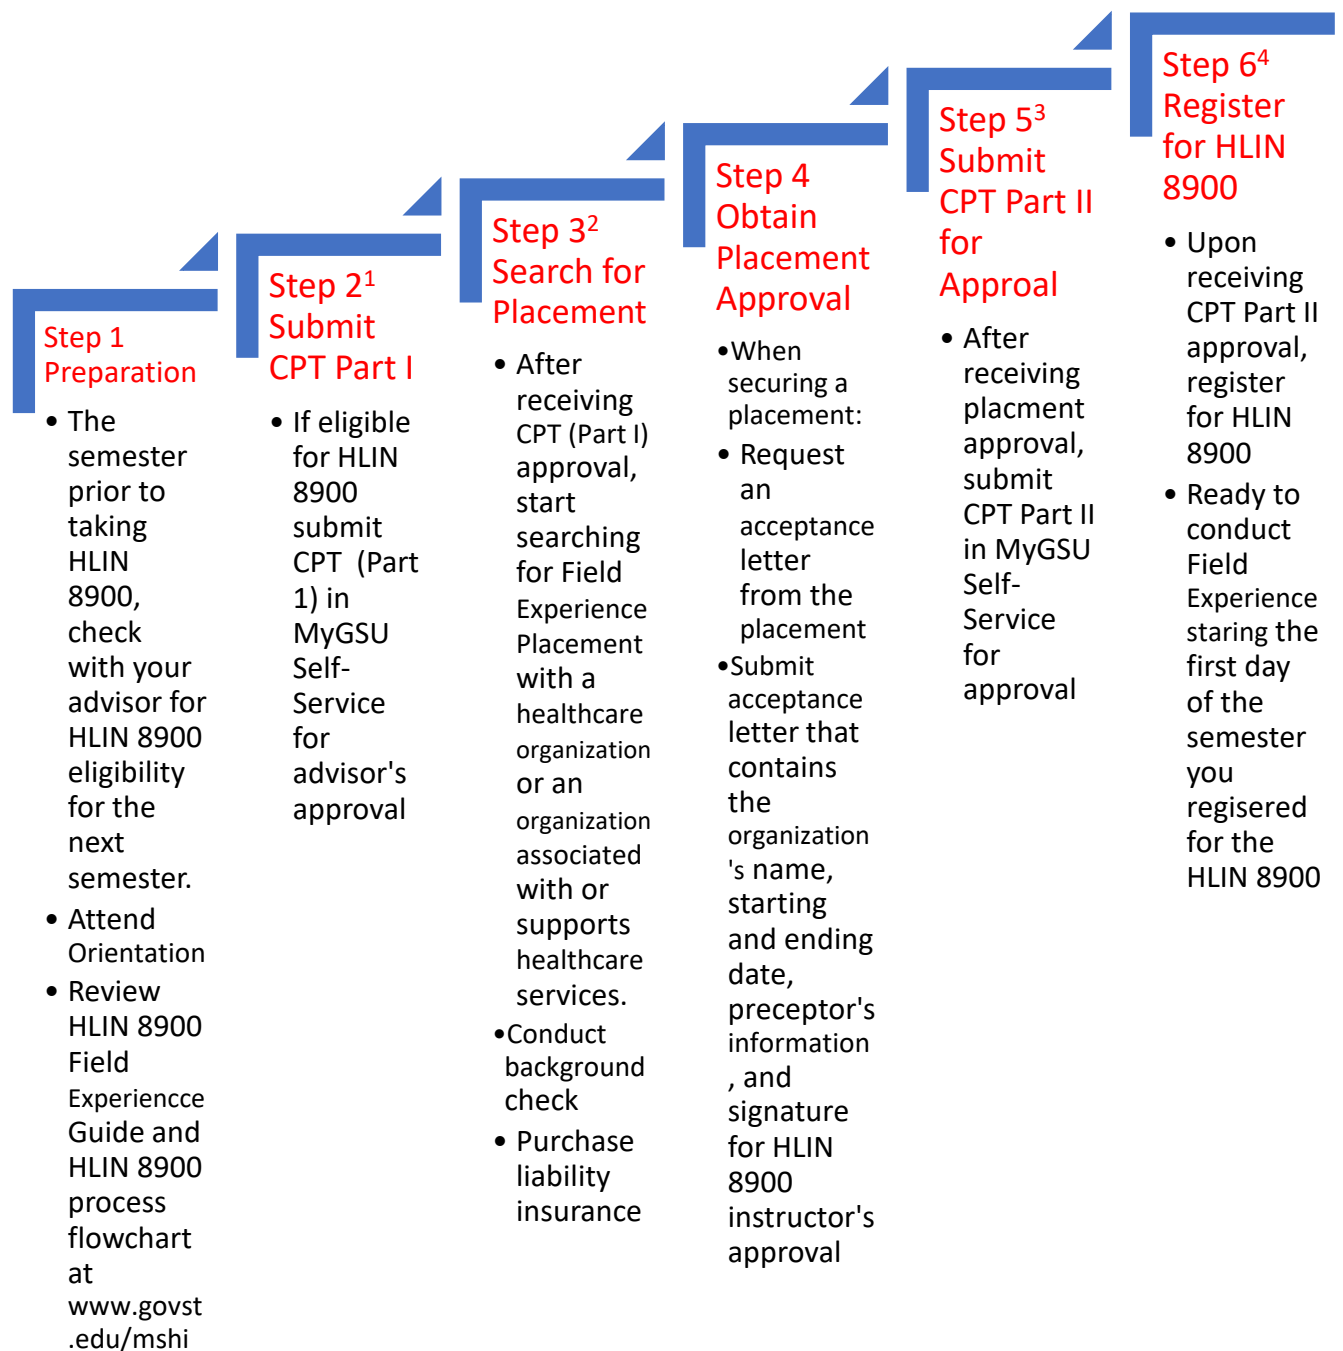 Step 1
Preparation
• The
semester
prior to
taking
HLIN
8900,
check
with your
advisor for
HLIN 8900
eligibility
for the
next
semester.
• Attend
Orientation
• Review
HLIN 8900
Field
Experiencce
Guide and
HLIN 8900
process
flowchart
at
www.govst
.edu/mshi
Step 2¹
Submit
CPT Part I
• If eligible
for HLIN
8900
submit
CPT (Part
1) in
MyGSU
Self-
Service
for
advisor's
approval
Step 3²
Search for
Placement
• After
receiving
CPT (Part I)
approval,
start
searching
for Field
Experience
Placement
with a
healthcare
organization
or an
organization
associated
with or
supports
healthcare
services.
•Conduct
background
check
• Purchase
liability
insurance
Step 4
Obtain
Placement
Approval
•When
securing a
placement:
• Request
an
acceptance
letter
from the
placement
•Submit
acceptance
letter that
contains
the
organization
's name,
starting
and ending
date,
preceptor's
information
, and
signature
for HLIN
8900
instructor's
approval
Step 5³
Submit
CPT Part II
for
Approal
• After
receiving
placment
approval,
submit
CPT Part II
in MyGSU
Self-
Service
for
approval
Step 6⁴
Register
for HLIN
8900
• Upon
receiving
CPT Part II
approval,
register
for HLIN
8900
• Ready to
conduct
Field
Experience
staring the
first day
of the
semester
you
regisered
for the
HLIN 8900